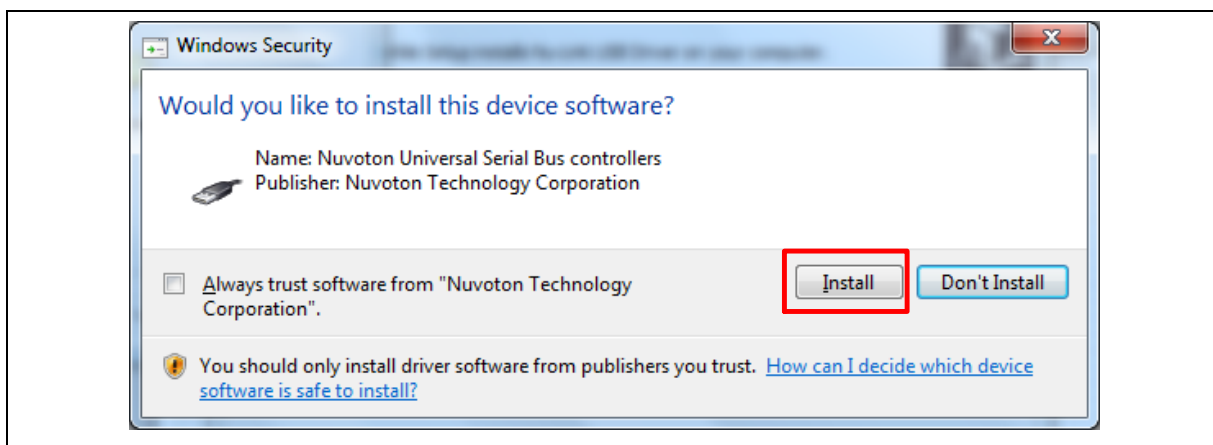 Windows Security
Would you like to install this device software?
Name: Nuvoton Universal Serial Bus controllers
Publisher: Nuvoton Technology Corporation
Always trust software from "Nuvoton Technology
Corporation".
Install
Don't Install
You should only install driver software from publishers you trust. How can I decide which device
software is safe to install?